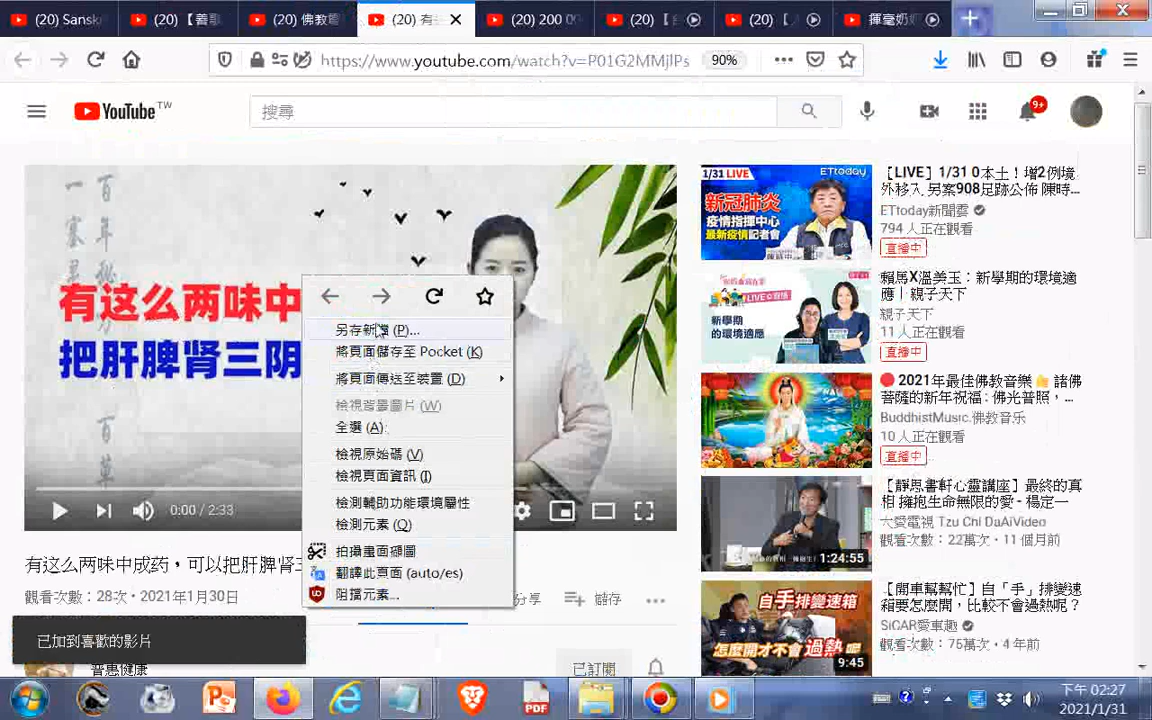 (20) Sansk
(20) 【義
(20) 佛教
(20) 有
(20) 200 00
(20)
(20)
揮毫奶奶
https://www.youtube.com/watch?v=P01G2MMjlPs
90%
YouTube TW
搜尋
9+
一百
寒年
有这么两味中
把肝脾肾三阴
百
草
0:00 / 2:33
另存新檔 (P)...
將頁面儲存至 Pocket (K)
將頁面傳送至裝置 (D)
檢視背景圖片 (W)
全選 (A)
檢視原始碼 (V)
檢視頁面資訊 (I)
檢測輔助功能環境屬性
檢測元素 (Q)
拍攝畫面擷圖
翻譯此頁面 (auto/es)
阻擋元素...
有这么两味中成药，可以把肝脾肾三
觀看次數：28次・2021年1月30日
分享
儲存
已加到喜歡的影片
普惠健康
已訂閱
1/31 LIVE
ETtoday
新冠肺炎
疫情指揮中心
最新疫情記者會
【LIVE】1/31 0本土！增2例境
外移入 另案908足跡公佈 陳時...
ETtoday新聞雲
794 人正在觀看
直播中
LIVE
新學期
的環境適應
賴馬X溫美玉：新學期的環境適
應｜親子天下
親子天下
11 人正在觀看
直播中
2021年最佳佛教音樂 諸佛
菩薩的新年祝福：佛光普照，...
BuddhistMusic.佛教音乐
10 人正在觀看
直播中
1:24:55
【靜思書軒心靈講座】最終的真
相 擁抱生命無限的愛 - 楊定一
大愛電視 Tzu Chi DaAiVideo
觀看次數：22萬次・11 個月前
自手排變速箱
怎麼開才不會過熱呢
9:45
【開車幫幫忙】自「手」排變速
箱要怎麼開，比較不會過熱呢？
SiCAR愛車趣
觀看次數：75萬次・4 年前
PDF
下午 02:27
2021/1/31